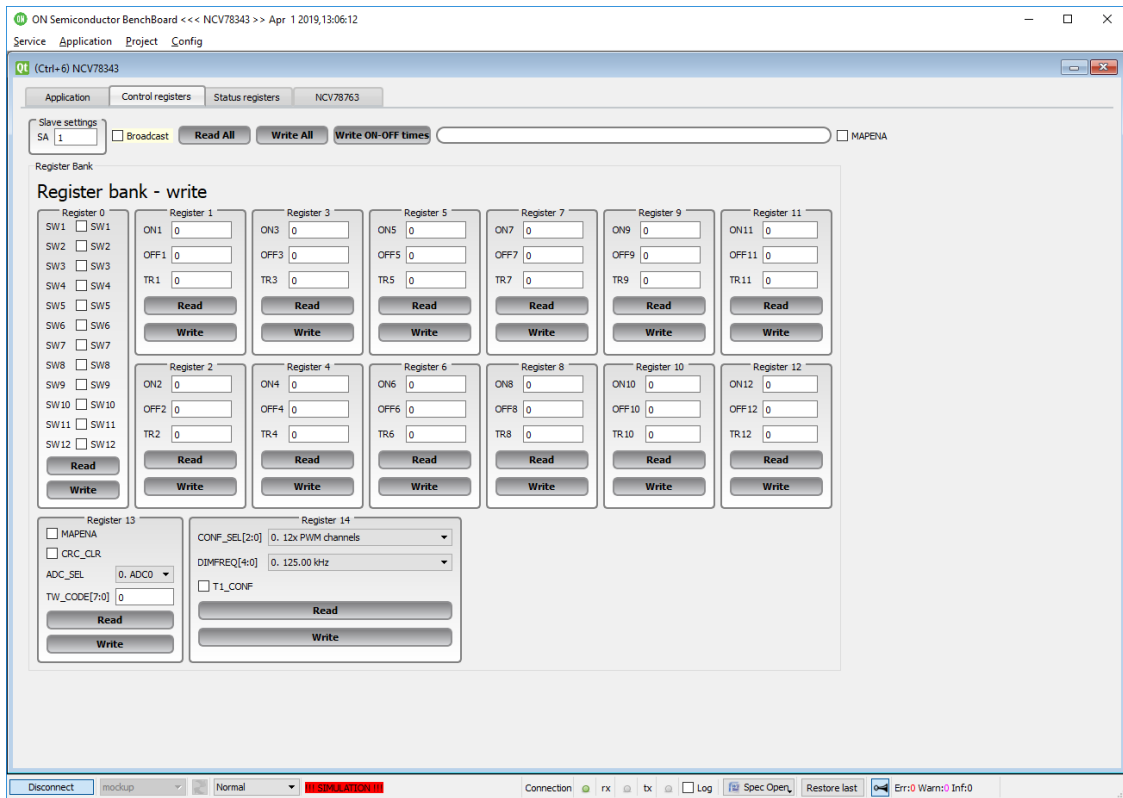 ON Semiconductor BenchBoard <<< NCV78343 >> Apr 1 2019,13:06:12
Service Application Project Config
(Ctrl+6) NCV78343
Application Control registers Status registers NCV78763
Slave settings
SA 1 Broadcast Read All Write All Write ON-OFF times MAPENA
Register Bank
Register bank - write
Register 0 Register 1 Register 3 Register 5 Register 7 Register 9 Register 11
SW1 SW1 ON1 0 ON3 0 ON5 0 ON7 0 ON9 0 ON11 0
SW2 SW2 OFF1 0 OFF3 0 OFF5 0 OFF7 0 OFF9 0 OFF11 0
SW3 SW3
SW4 SW4 TR1 0 TR3 0 TR5 0 TR7 0 TR9 0 TR11 0
SW5 SW5 Read Read Read Read Read Read
SW6 SW6 Write Write Write Write Write Write
SW7 SW7
SW8 SW8 Register 2 Register 4 Register 6 Register 8 Register 10 Register 12
SW9 SW9 ON2 0 ON4 0 ON6 0 ON8 0 ON10 0 ON12 0
SW10 SW10 OFF2 0 OFF4 0 OFF6 0 OFF8 0 OFF10 0 OFF12 0
SW11 SW11
SW12 SW12 TR2 0 TR4 0 TR6 0 TR8 0 TR10 0 TR12 0
Read Read Read Read Read Read Read
Write Write Write Write Write Write Write
Register 13 Register 14
MAPENA CONF_SEL[2:0] 0. 12x PWM channels
CRC_CLR DIMFREQ[4:0] 0. 125.00 kHz
ADC_SEL 0. ADC0 T1_CONF
TW_CODE[7:0] 0 Read
Read Write
Write
Disconnect mockup Normal !!! SIMULATION !!! Connection rx tx Log Spec Open, Restore last Err:0 Warn:0 Inf:0